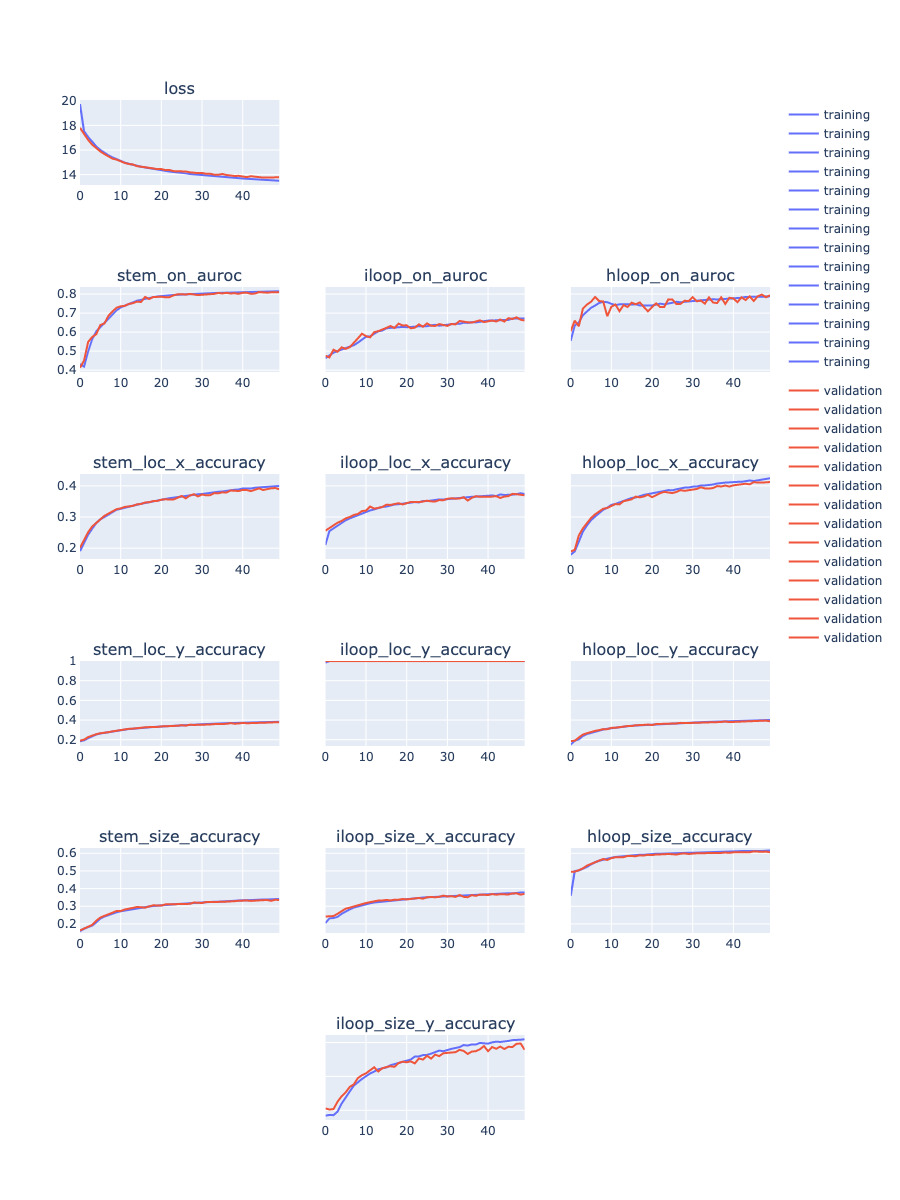 loss
20
18
16
14
0 10 20 30 40
stem_on_auroc
iloop_on_auroc
hloop_on_auroc
0.8
0.7
0.6
0.5
0.4
0 10 20 30 40
0 10 20 30 40
0 10 20 30 40
stem_loc_x_accuracy
iloop_loc_x_accuracy
hloop_loc_x_accuracy
0.4
0.3
0.2
0 10 20 30 40
0 10 20 30 40
0 10 20 30 40
stem_loc_y_accuracy
iloop_loc_y_accuracy
hloop_loc_y_accuracy
1
0.8
0.6
0.4
0.2
0 10 20 30 40
0 10 20 30 40
0 10 20 30 40
stem_size_accuracy
iloop_size_x_accuracy
hloop_size_accuracy
0.6
0.5
0.4
0.3
0.2
0 10 20 30 40
0 10 20 30 40
0 10 20 30 40
iloop_size_y_accuracy
0 10 20 30 40
training
training
training
training
training
training
training
training
training
training
training
training
training
training
validation
validation
validation
validation
validation
validation
validation
validation
validation
validation
validation
validation
validation
validation